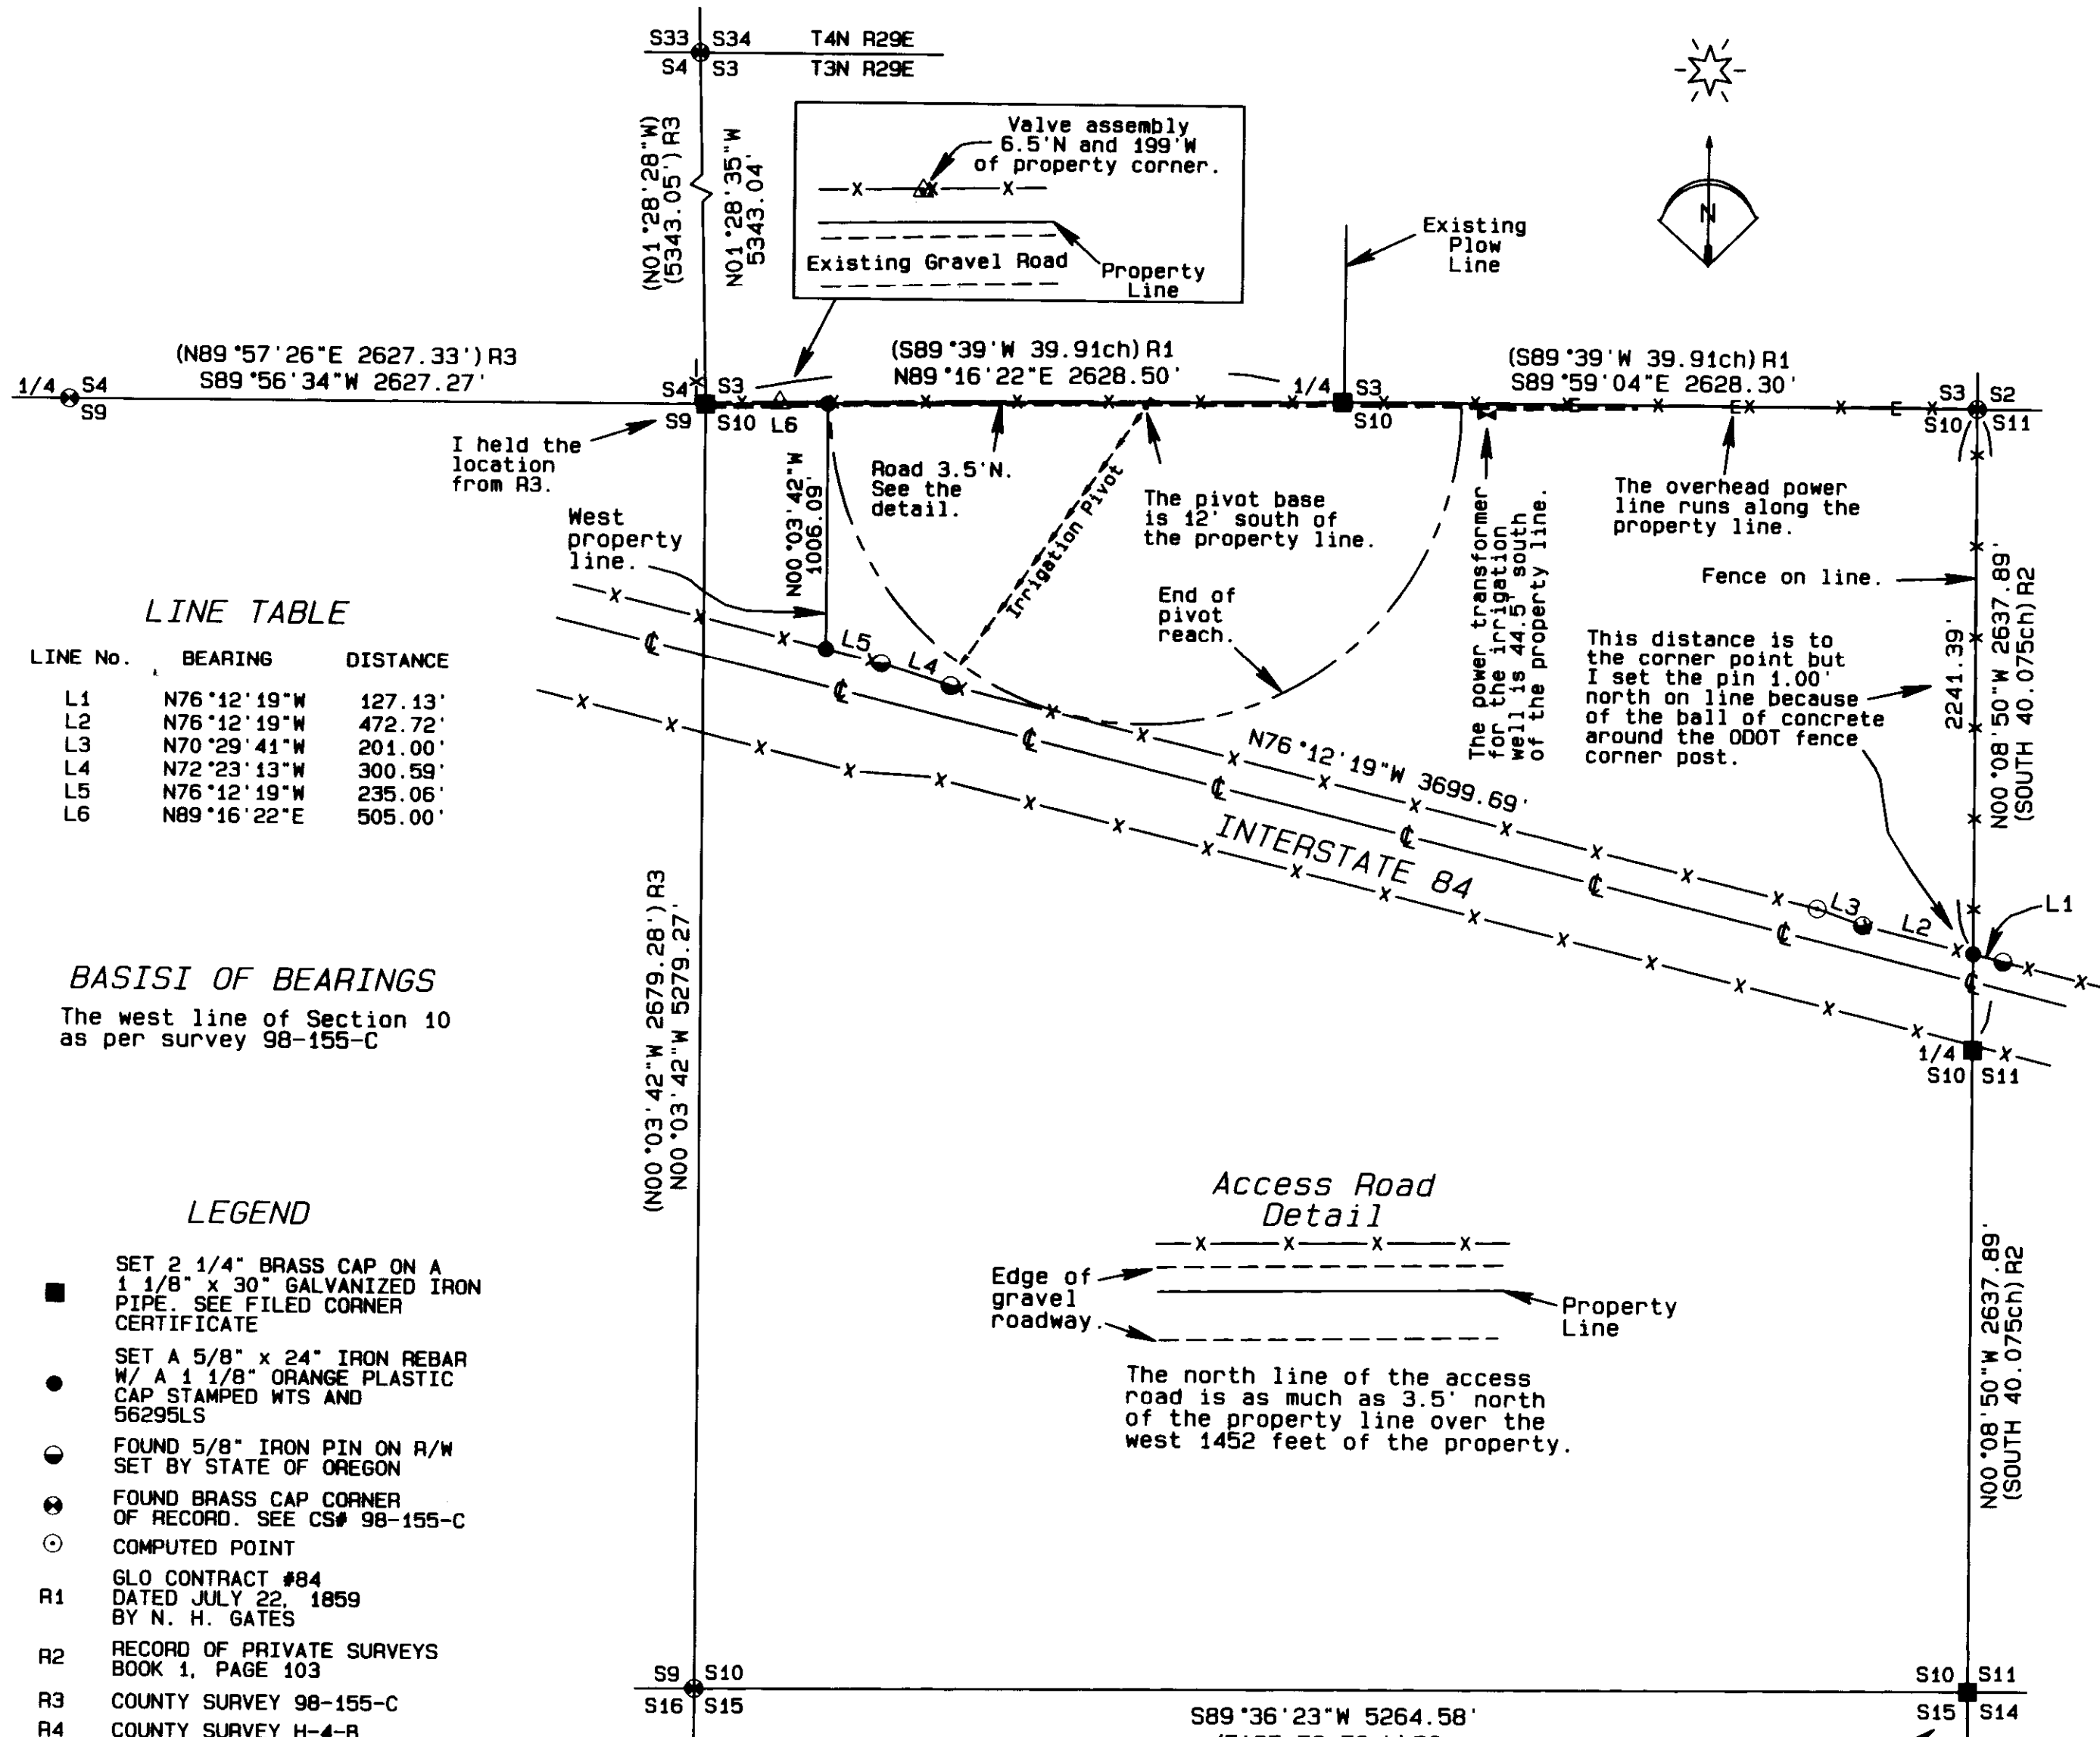 S33 S34 T4N R29E
S4 S3 T3N R29E
(N01°28'28"W)
(5343.05')R3
N01°28'35"W
5343.04'
Valve assembly
6.5'N and 199'W
of property corner.
Existing Gravel Road
Property
Line
Existing
Plow
Line
N
(N89°57'26"E 2627.33')R3
S89°56'34"W 2627.27'
(S89°39'W 39.91ch)R1
N89°16'22"E 2628.50'
(S89°39'W 39.91ch)R1
S89°59'04"E 2628.30'
1/4 S4
S9
S4 S3
S9 S10 L6
1/4 S3
S10
S3 S2
S10 S11
I held the
location
from R3.
West
property
line.
N00°03'42"W
1006.09'
Road 3.5'N.
See the
detail.
Irrigation Pivot
The pivot base
is 12' south of
the property line.
End of
pivot
reach.
The power transformer
for the irrigation
well is 44.5' south
of the property line.
The overhead power
line runs along the
property line.
Fence on line.
This distance is to
the corner point but
I set the pin 1.00'
north on line because
of the ball of concrete
around the ODOT fence
corner post.
2241.39'
N00°08'50"W 2637.89'
(SOUTH 40.075ch)R2
LINE TABLE
LINE No. BEARING DISTANCE
L1 N76°12'19"W 127.13'
L2 N76°12'19"W 472.72'
L3 N70°29'41"W 201.00'
L4 N72°23'13"W 300.59'
L5 N76°12'19"W 235.06'
L6 N89°16'22"E 505.00'
L5
L4
N76°12'19"W 3699.69'
INTERSTATE 84
L3
L2
L1
1/4
S10 S11
(N00°03'42"W 2679.28')R3
N00°03'42"W 5279.27'
BASISI OF BEARINGS
The west line of Section 10
as per survey 98-155-C
Access Road
Detail
Edge of
gravel
roadway.
Property
Line
The north line of the access
road is as much as 3.5' north
of the property line over the
west 1452 feet of the property.
N00°08'50"W 2637.89'
(SOUTH 40.075ch)R2
LEGEND
SET 2 1/4" BRASS CAP ON A
1 1/8" x 30" GALVANIZED IRON
PIPE. SEE FILED CORNER
CERTIFICATE
SET A 5/8" x 24" IRON REBAR
W/ A 1 1/8" ORANGE PLASTIC
CAP STAMPED WTS AND
56295LS
FOUND 5/8" IRON PIN ON R/W
SET BY STATE OF OREGON
FOUND BRASS CAP CORNER
OF RECORD. SEE CS# 98-155-C
COMPUTED POINT
R1 GLO CONTRACT #84
DATED JULY 22, 1859
BY N. H. GATES
R2 RECORD OF PRIVATE SURVEYS
BOOK 1, PAGE 103
R3 COUNTY SURVEY 98-155-C
R4 COUNTY SURVEY H-4-B
S9 S10
S16 S15
S10 S11
S15 S14
S89°36'23"W 5264.58'